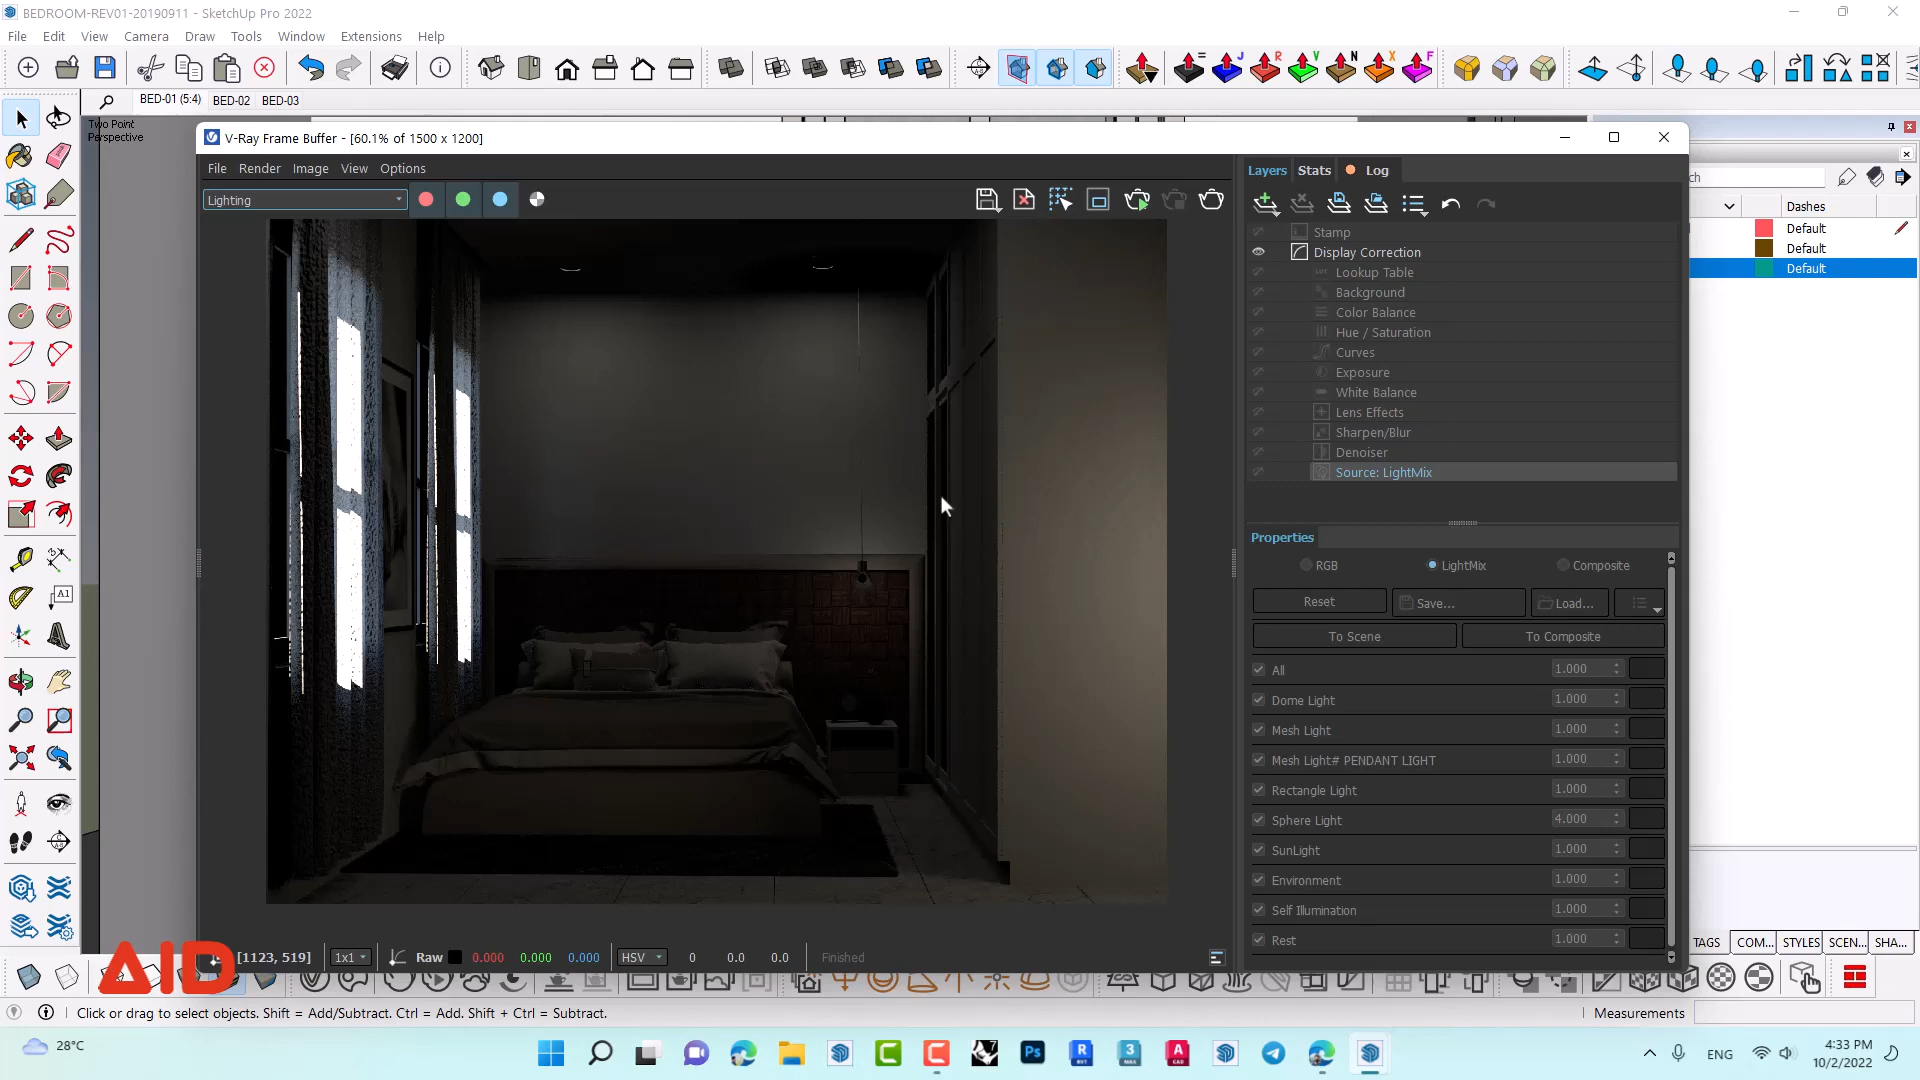 BEDROOM-REV01-20190911 - SketchUp Pro 2022
File Edit View Camera Draw Tools Window Extensions Help
BED-01 (5:4) BED-02 BED-03
Two Point
Perspective
V-Ray Frame Buffer - [60.1% of 1500 x 1200]
File Render Image View Options
Lighting
Layers Stats Log
Stamp
Display Correction
Lookup Table
Background
Color Balance
Hue / Saturation
Curves
Exposure
White Balance
Lens Effects
Sharpen/Blur
Denoiser
Source: LightMix
Dashes
Default
Default
Default
Properties
RGB LightMix Composite
Reset Save... Load...
To Scene To Composite
All 1.000
Dome Light 1.000
Mesh Light 1.000
Mesh Light# PENDANT LIGHT 1.000
Rectangle Light 1.000
Sphere Light 4.000
SunLight 1.000
Environment 1.000
Self Illumination 1.000
Rest 1.000
[1123, 519] 1x1 Raw 0.000 0.000 0.000 HSV 0 0.0 0.0 Finished
TAGS COM... STYLES SCEN... SHA...
AID
Click or drag to select objects. Shift = Add/Subtract. Ctrl = Add. Shift + Ctrl = Subtract.
Measurements
28°C
ENG
4:33 PM
10/2/2022